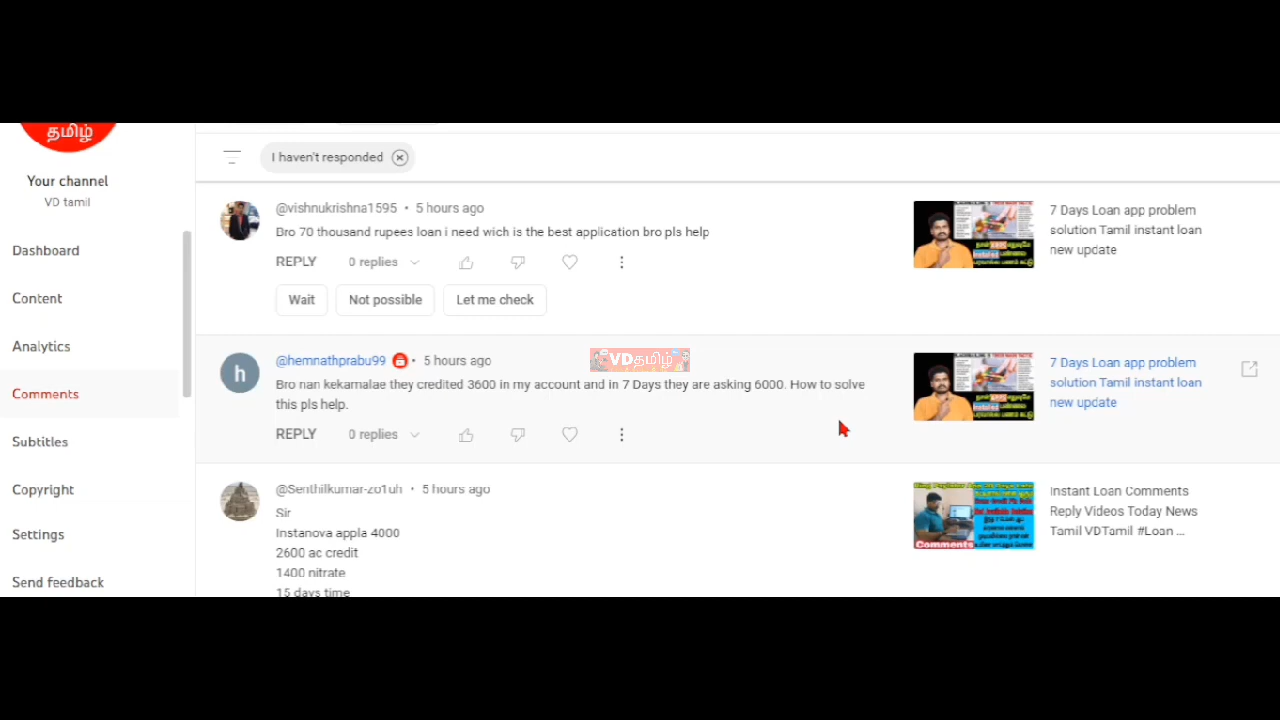 தமிழ்
Your channel
VD tamil
Dashboard
Content
Analytics
Comments
Subtitles
Copyright
Settings
Send feedback
I haven't responded
@vishnukrishna1595 • 5 hours ago
Bro 70 thousand rupees loan i need wich is the best application bro pls help
REPLY 0 replies
Wait Not possible Let me check
7 Days Loan app problem
solution Tamil instant loan
new update
@hemnathprabu99 • 5 hours ago
VDதமிழ்
Bro nan kekamalae they credited 3600 in my account and in 7 Days they are asking 6000. How to solve
this pls help.
REPLY 0 replies
7 Days Loan app problem
solution Tamil instant loan
new update
@Senthilkumar-zo1uh • 5 hours ago
Sir
Instanova appla 4000
2600 ac credit
1400 nitrate
15 days time
Comments
Instant Loan Comments
Reply Videos Today News
Tamil VDTamil #Loan ...